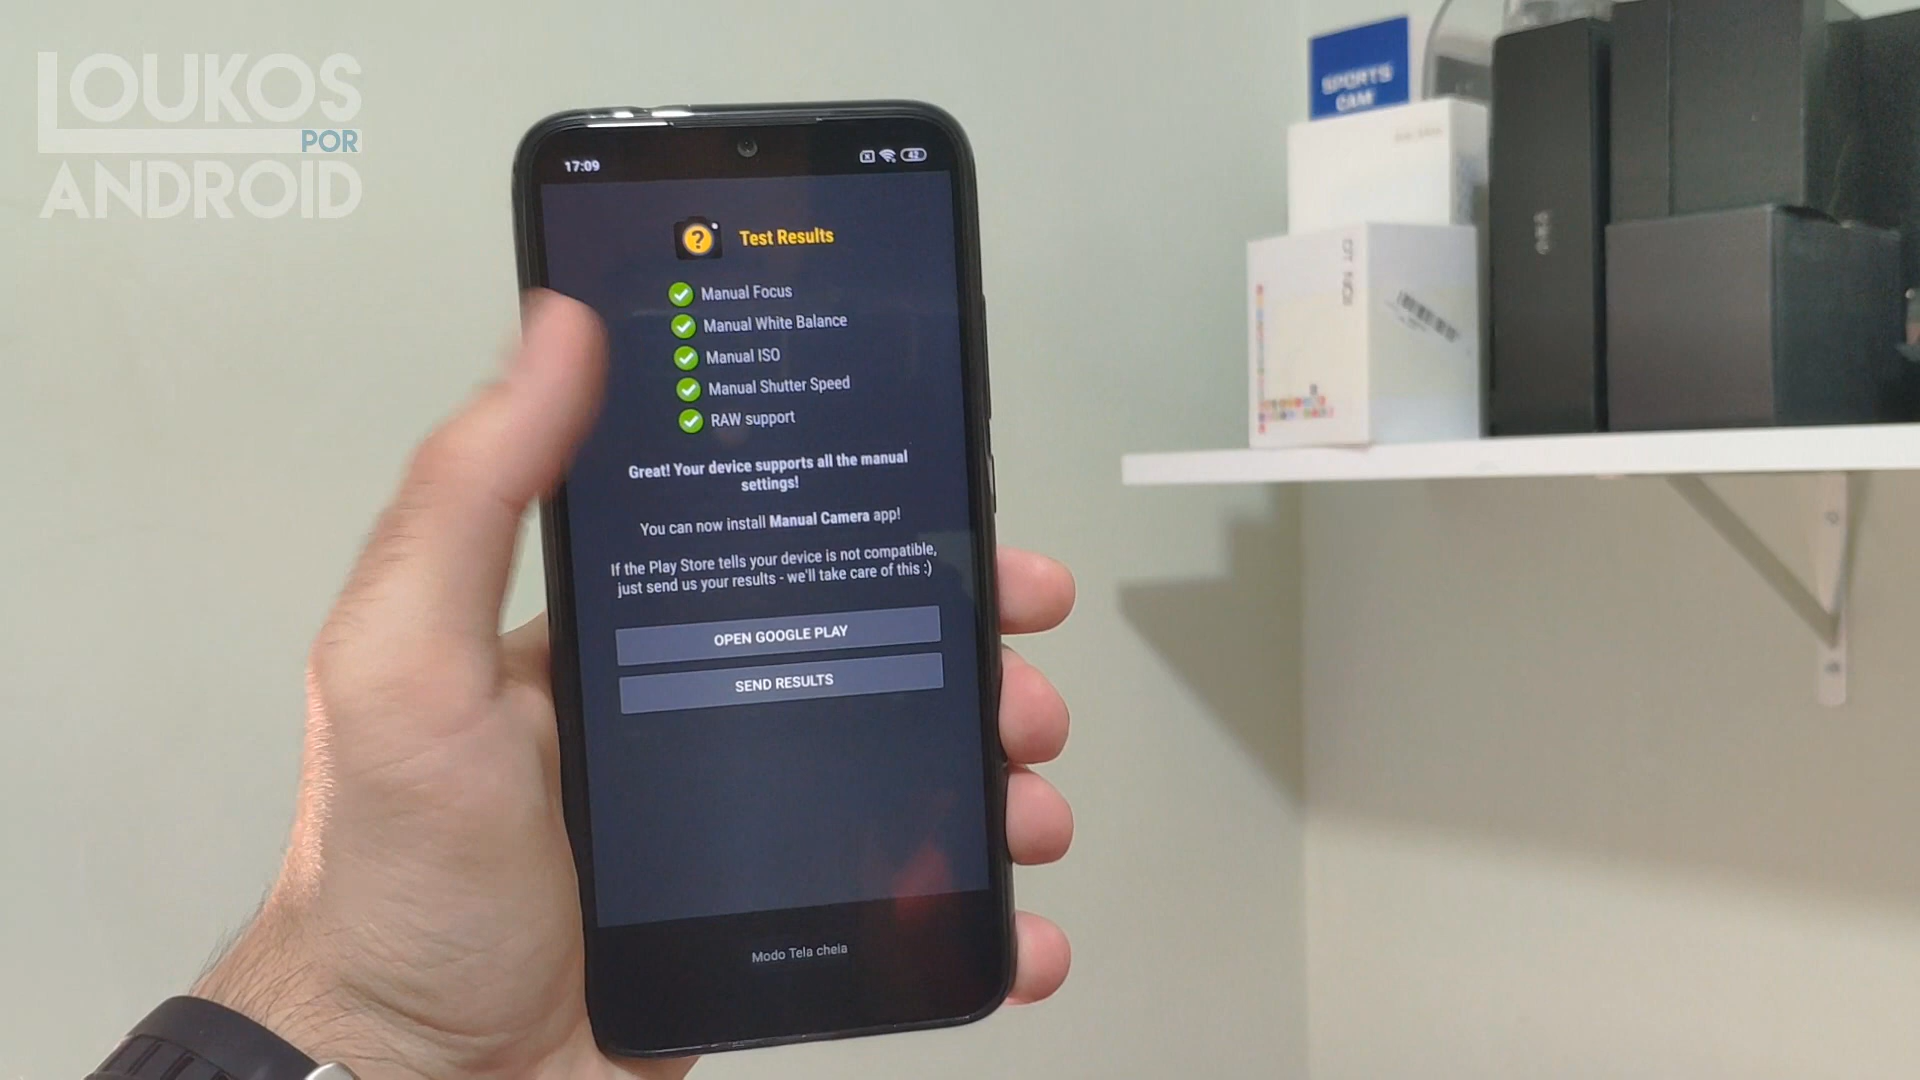 LOUKOS
POR
ANDROID
17:09
42
Test Results
Manual Focus
Manual White Balance
Manual ISO
Manual Shutter Speed
RAW support
Great! Your device supports all the manual
settings!
You can now install Manual Camera app!
If the Play Store tells your device is not compatible,
just send us your results - we'll take care of this :)
OPEN GOOGLE PLAY
SEND RESULTS
Modo Tela cheia
SPORTS
CAM